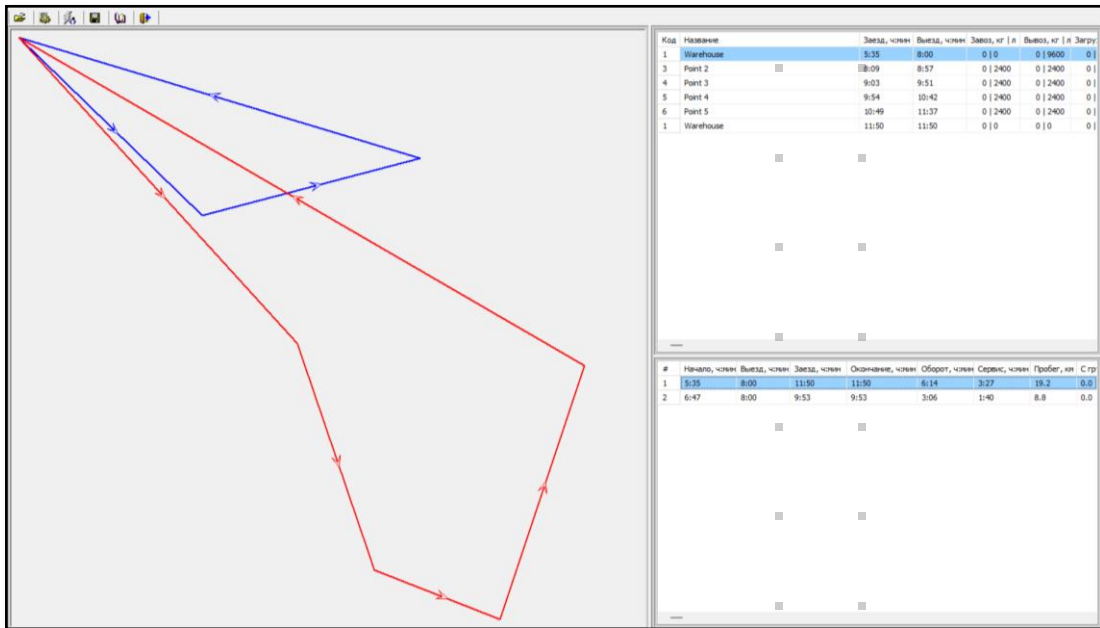 Код Название Заезд, ч:мин Выезд, ч:мин Завоз, кг | л Вывоз, кг | л Загру
1 Warehouse 5:35 8:00 0 | 0 0 | 9600 0 |
3 Point 2 8:09 8:57 0 | 2400 0 | 2400 0 |
4 Point 3 9:03 9:51 0 | 2400 0 | 2400 0 |
5 Point 4 9:54 10:42 0 | 2400 0 | 2400 0 |
6 Point 5 10:49 11:37 0 | 2400 0 | 2400 0 |
1 Warehouse 11:50 11:50 0 | 0 0 | 0 0 |
# Начало, ч:мин Выезд, ч:мин Заезд, ч:мин Окончание, ч:мин Оборот, ч:мин Сервис, ч:мин Пробег, км С гр
1 5:35 8:00 11:50 11:50 6:14 3:27 19.2 0.0
2 6:47 8:00 9:53 9:53 3:06 1:40 8.8 0.0